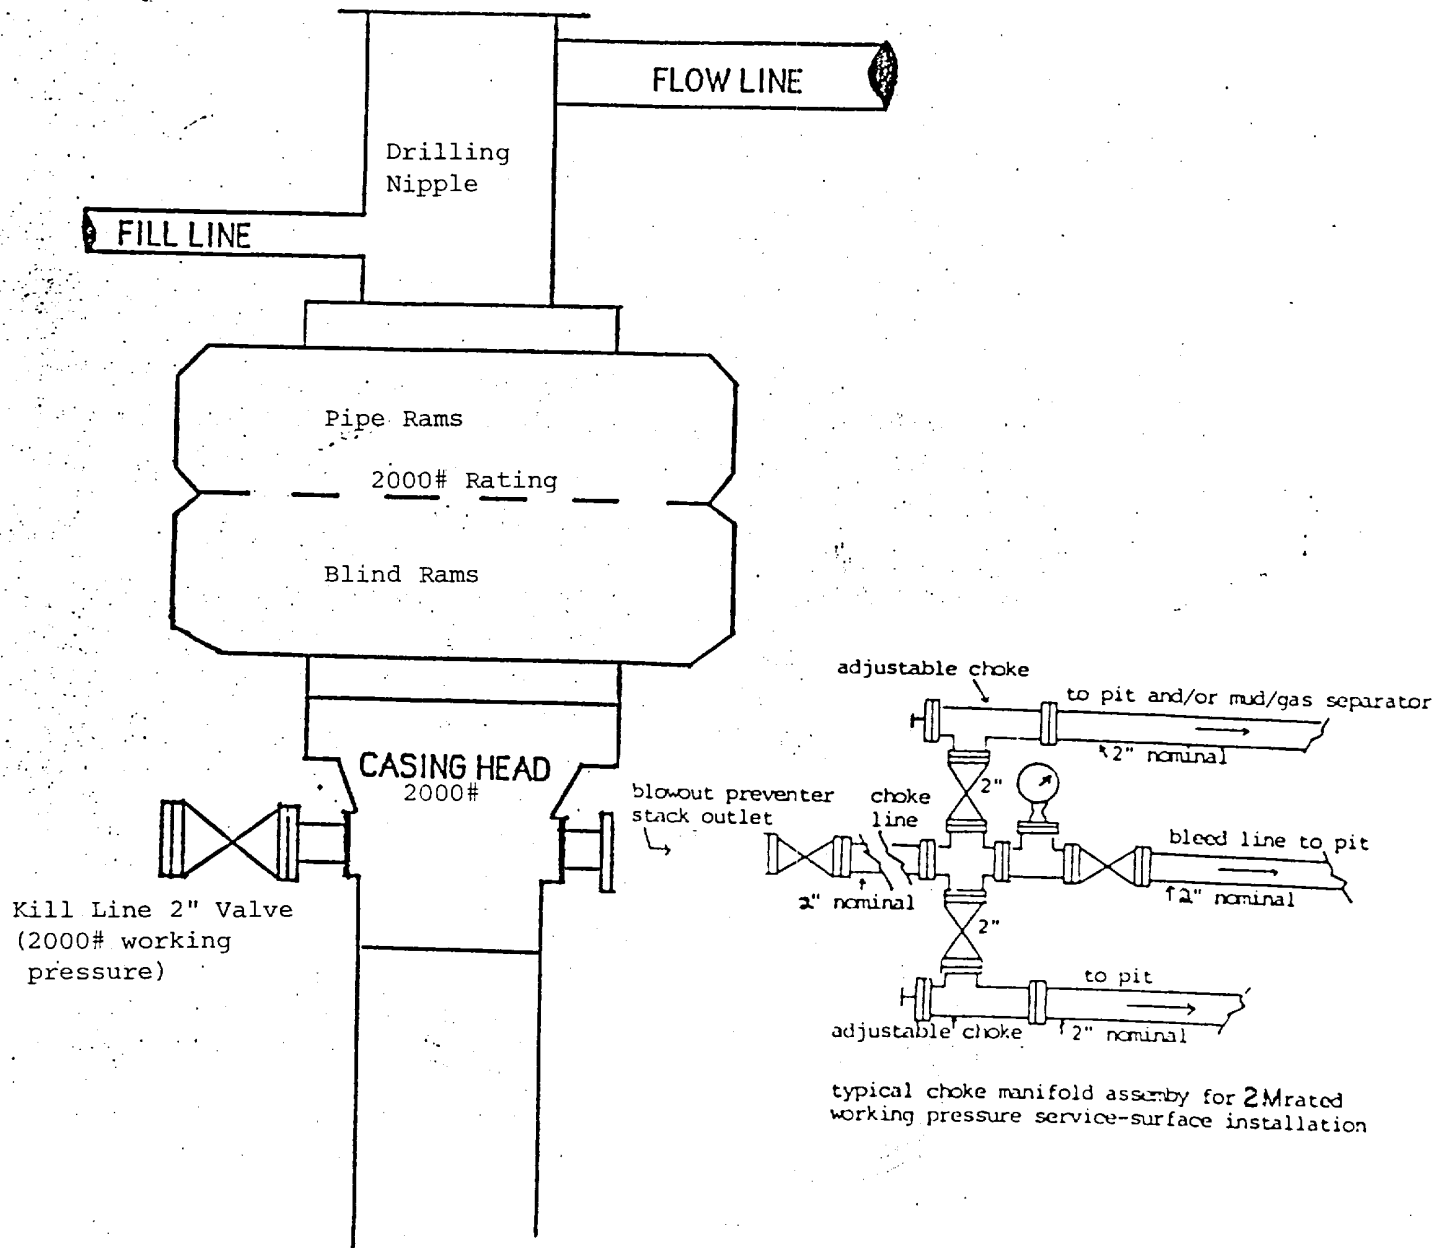 FLOW LINE
Drilling
Nipple
FILL LINE
Pipe Rams
2000# Rating
Blind Rams
CASING HEAD
2000#
Kill Line 2" Valve
(2000# working
pressure)
blowout preventer
stack outlet
choke
line
2" nominal
adjustable choke
to pit and/or mud/gas separator
2" nominal
2"
bleed line to pit
2" nominal
2"
to pit
adjustable choke
2" nominal
typical choke manifold assemby for 2M rated
working pressure service-surface installation